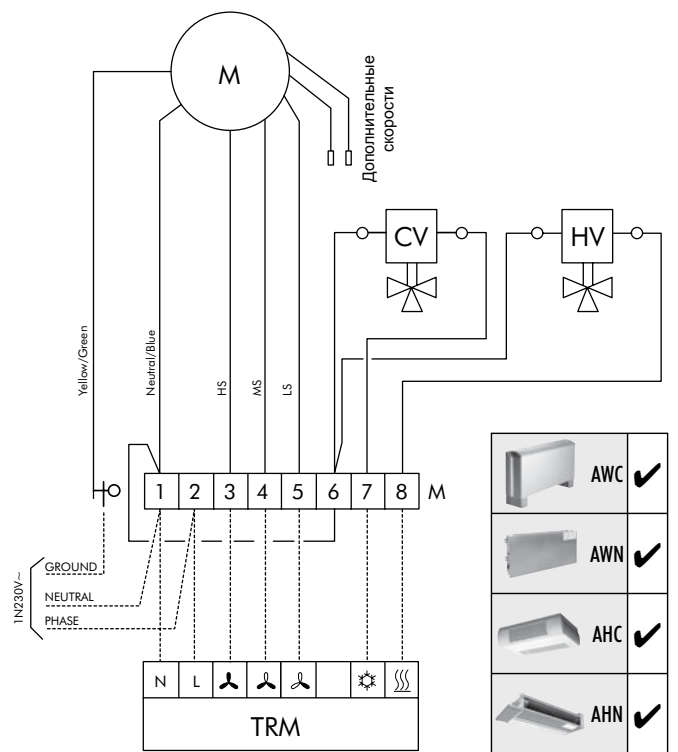 M
Дополнительные
скорости
CV
HV
Yellow/Green
Neutral/Blue
HS
MS
LS
1 2 3 4 5 6 7 8 M
1N230V~
GROUND
NEUTRAL
PHASE
N L
TRM
AWC
AWN
AHC
AHN